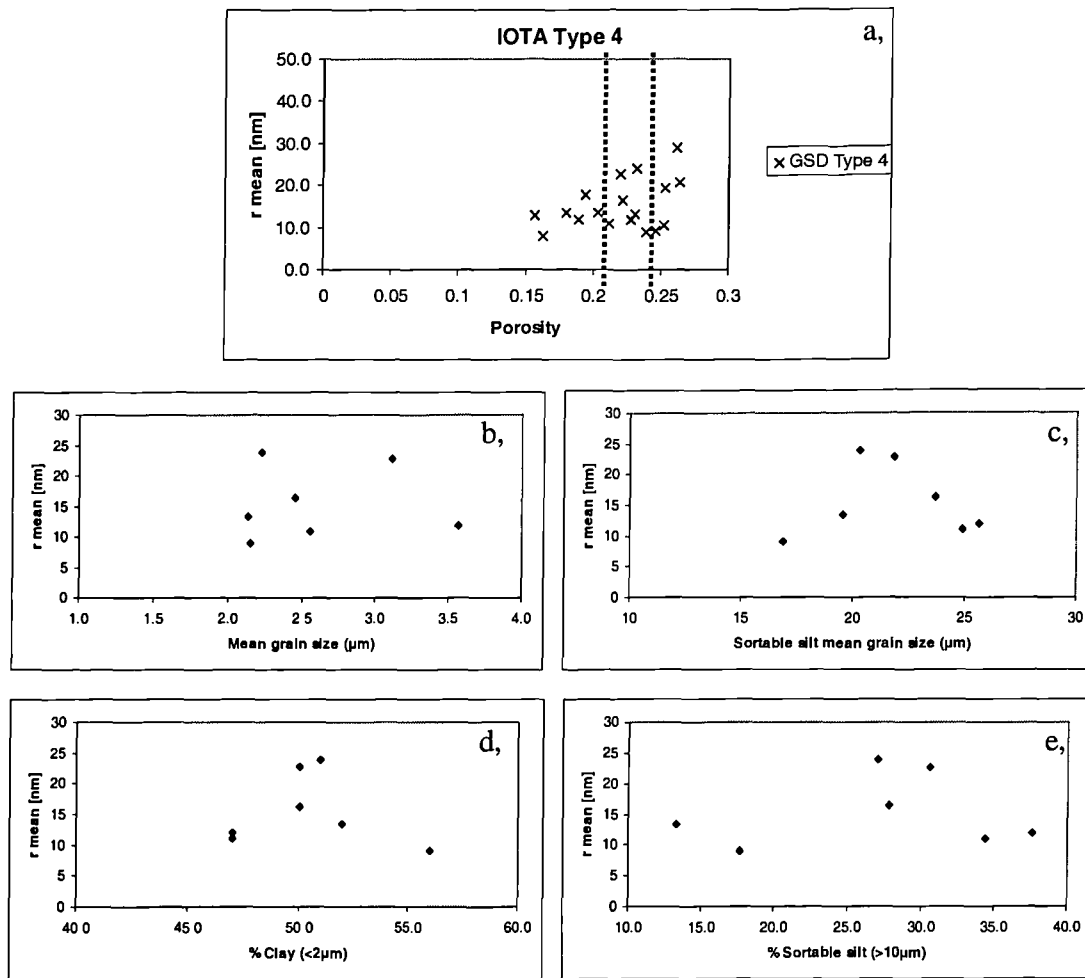 IOTA Type 4
a,
50.0
40.0
30.0
20.0
10.0
0.0
r mean [nm]
0 0.05 0.1 0.15 0.2 0.25 0.3
Porosity
× GSD Type 4
b,
30
25
20
15
10
5
0
r mean [nm]
1.0 1.5 2.0 2.5 3.0 3.5 4.0
Mean grain size (µm)
c,
30
25
20
15
10
5
0
r mean [nm]
10 15 20 25 30
Sortable silt mean grain size (µm)
d,
30
25
20
15
10
5
0
r mean [nm]
40.0 45.0 50.0 55.0 60.0
% Clay (<2µm)
e,
30
25
20
15
10
5
0
r mean [nm]
10.0 15.0 20.0 25.0 30.0 35.0 40.0
% Sortable silt (>10µm)